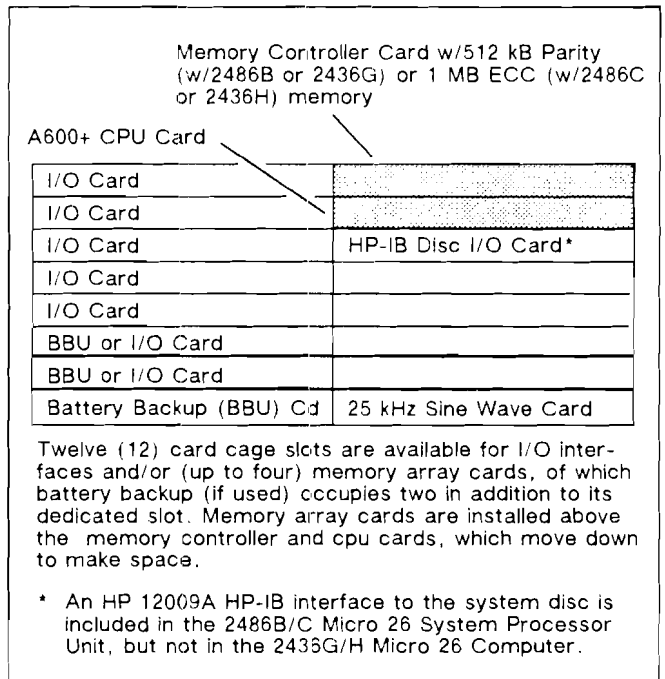 Memory Controller Card w/512 kB Parity
(w/2486B or 2436G) or 1 MB ECC (w/2486C
or 2436H) memory
A600+ CPU Card
I/O Card
I/O Card
I/O Card HP-IB Disc I/O Card*
I/O Card
I/O Card
BBU or I/O Card
BBU or I/O Card
Battery Backup (BBU) Cd 25 kHz Sine Wave Card
Twelve (12) card cage slots are available for I/O inter-
faces and/or (up to four) memory array cards, of which
battery backup (if used) occupies two in addition to its
dedicated slot. Memory array cards are installed above
the memory controller and cpu cards, which move down
to make space.
* An HP 12009A HP-IB interface to the system disc is
included in the 2486B/C Micro 26 System Processor
Unit, but not in the 2436G/H Micro 26 Computer.